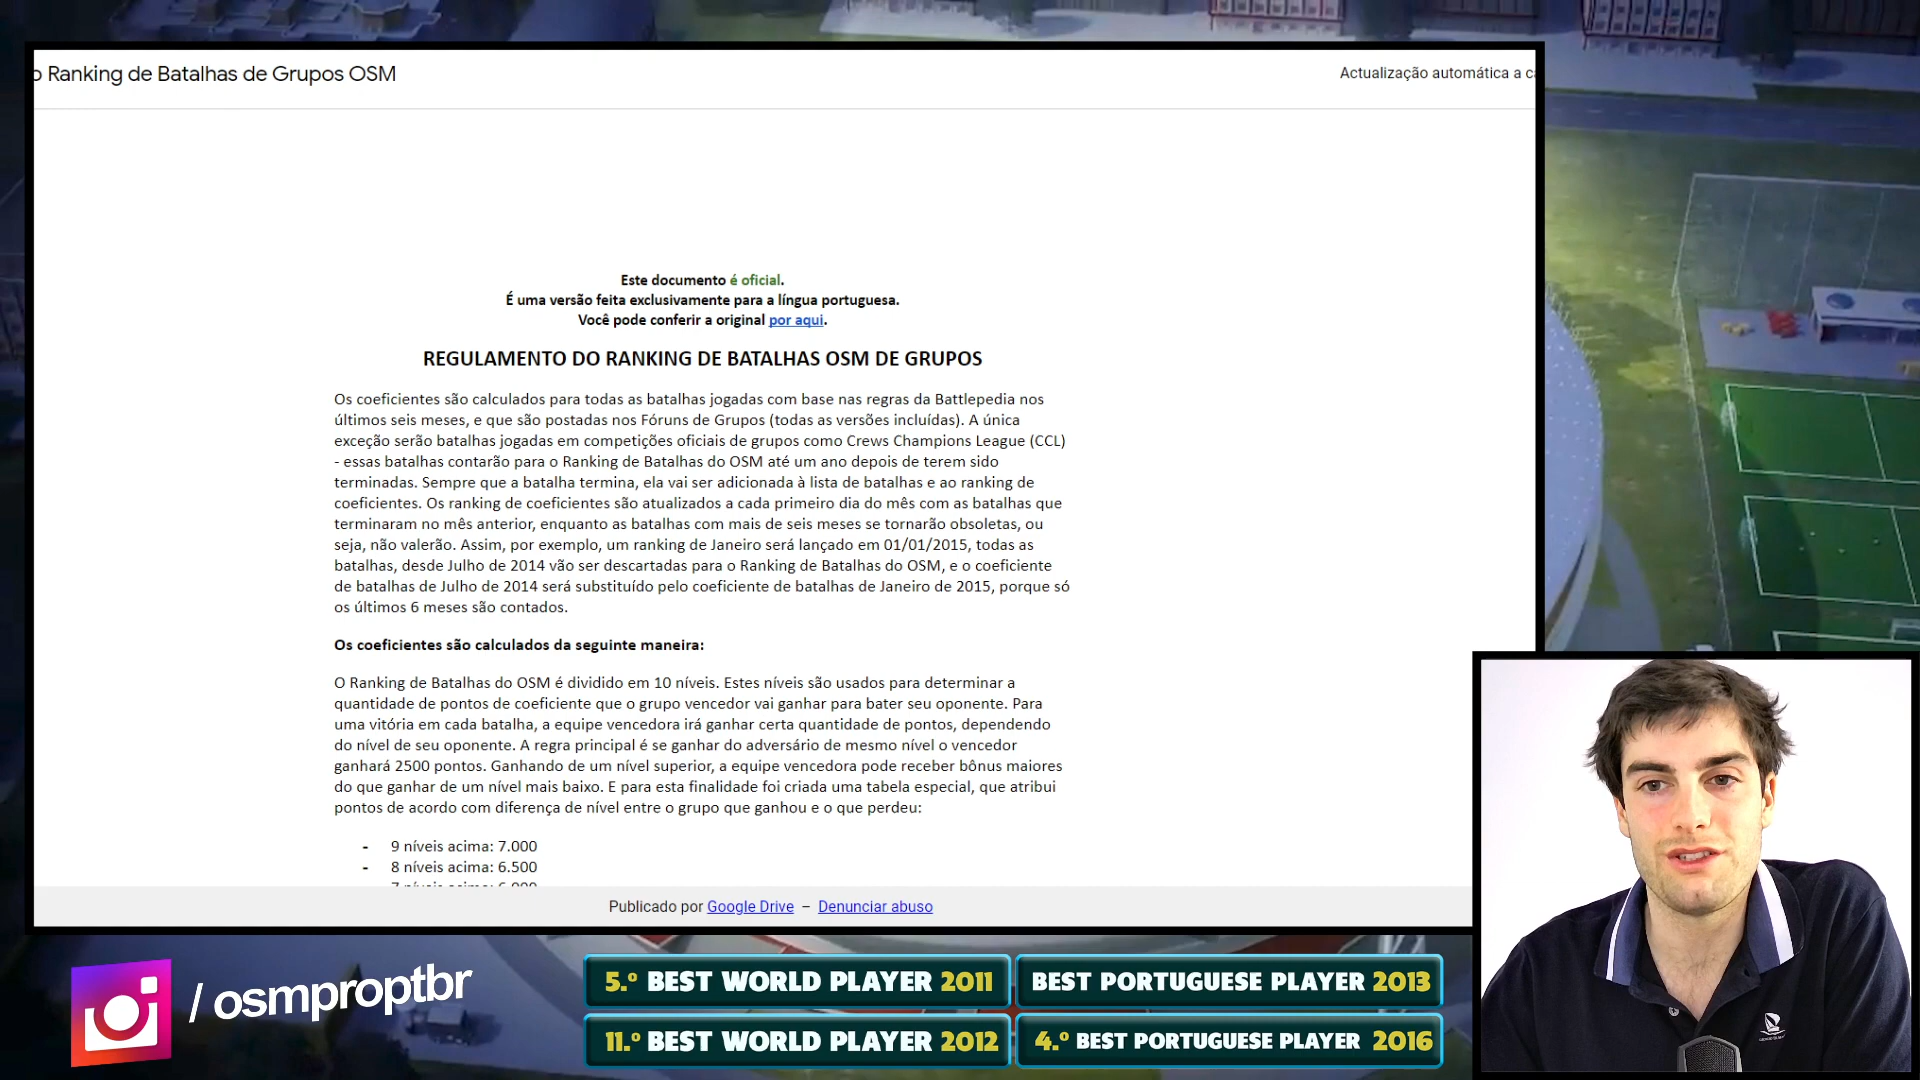 o Ranking de Batalhas de Grupos OSM
Actualização automática a c
Este documento é oficial.
É uma versão feita exclusivamente para a língua portuguesa.
Você pode conferir a original por aqui.
REGULAMENTO DO RANKING DE BATALHAS OSM DE GRUPOS
Os coeficientes são calculados para todas as batalhas jogadas com base nas regras da Battlepedia nos
últimos seis meses, e que são postadas nos Fóruns de Grupos (todas as versões incluídas). A única
exceção serão batalhas jogadas em competições oficiais de grupos como Crews Champions League (CCL)
- essas batalhas contarão para o Ranking de Batalhas do OSM até um ano depois de terem sido
terminadas. Sempre que a batalha termina, ela vai ser adicionada à lista de batalhas e ao ranking de
coeficientes. Os ranking de coeficientes são atualizados a cada primeiro dia do mês com as batalhas que
terminaram no mês anterior, enquanto as batalhas com mais de seis meses se tornarão obsoletas, ou
seja, não valerão. Assim, por exemplo, um ranking de Janeiro será lançado em 01/01/2015, todas as
batalhas, desde Julho de 2014 vão ser descartadas para o Ranking de Batalhas do OSM, e o coeficiente
de batalhas de Julho de 2014 será substituído pelo coeficiente de batalhas de Janeiro de 2015, porque só
os últimos 6 meses são contados.
Os coeficientes são calculados da seguinte maneira:
O Ranking de Batalhas do OSM é dividido em 10 níveis. Estes níveis são usados para determinar a
quantidade de pontos de coeficiente que o grupo vencedor vai ganhar para bater seu oponente. Para
uma vitória em cada batalha, a equipe vencedora irá ganhar certa quantidade de pontos, dependendo
do nível de seu oponente. A regra principal é se ganhar do adversário de mesmo nível o vencedor
ganhará 2500 pontos. Ganhando de um nível superior, a equipe vencedora pode receber bônus maiores
do que ganhar de um nível mais baixo. E para esta finalidade foi criada uma tabela especial, que atribui
pontos de acordo com diferença de nível entre o grupo que ganhou e o que perdeu:
- 9 níveis acima: 7.000
- 8 níveis acima: 6.500
7 níveis acima: 6.000
Publicado por Google Drive – Denunciar abuso
/ osmproptbr
5.º BEST WORLD PLAYER 2011
BEST PORTUGUESE PLAYER 2013
11.º BEST WORLD PLAYER 2012
4.º BEST PORTUGUESE PLAYER 2016